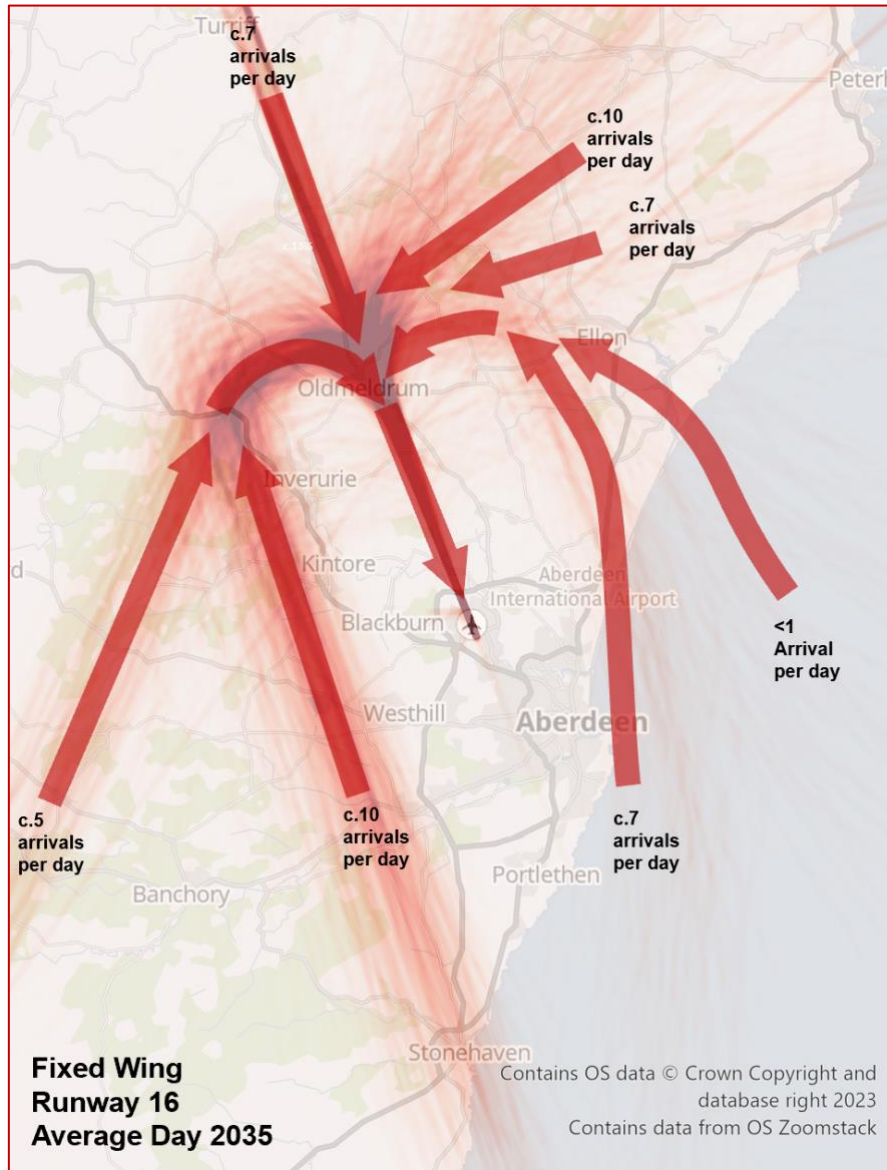 Turriff
c.7
arrivals
per day
Peterh
c.10
arrivals
per day
c.7
arrivals
per day
Ellon
Oldmeldrum
Inverurie
Kintore
Aberdeen
International Airport
Blackburn
<1
Arrival
per day
Westhill
Aberdeen
c.5
arrivals
per day
c.10
arrivals
per day
c.7
arrivals
per day
Portlethen
Banchory
Stonehaven
Fixed Wing
Runway 16
Average Day 2035
Contains OS data © Crown Copyright and
database right 2023
Contains data from OS Zoomstack